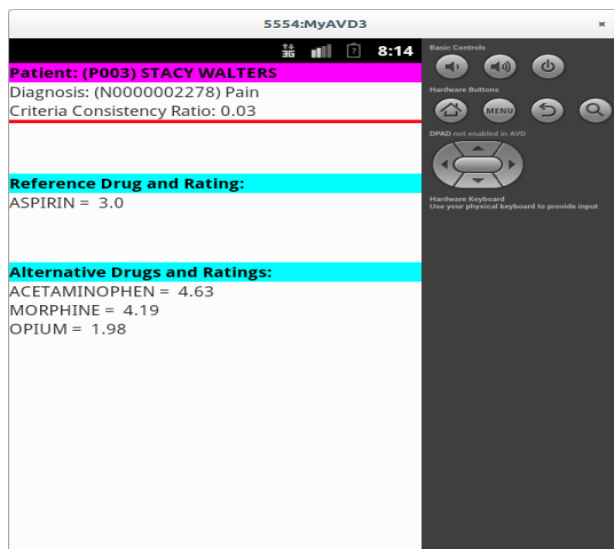 5554:MyAVD3
3G 8:14
Patient: (P003) STACY WALTERS
Diagnosis: (N0000002278) Pain
Criteria Consistency Ratio: 0.03
Reference Drug and Rating:
ASPIRIN = 3.0
Alternative Drugs and Ratings:
ACETAMINOPHEN = 4.63
MORPHINE = 4.19
OPIUM = 1.98
Basic Controls
Hardware Buttons
MENU
DPAD not enabled in AVD
Hardware Keyboard
Use your physical keyboard to provide input